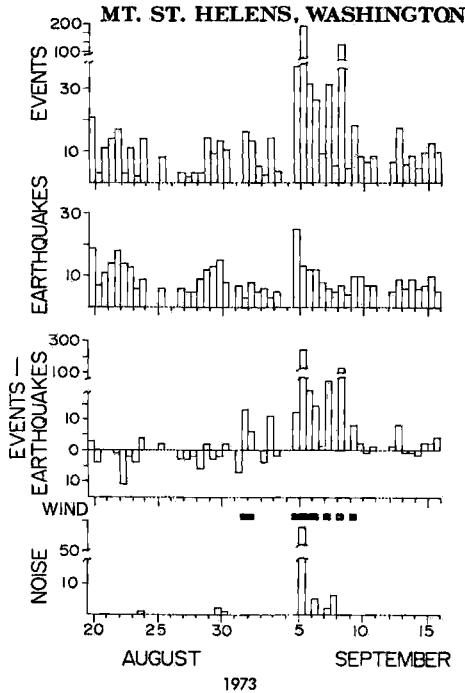 MT. ST. HELENS, WASHINGTON
200
100
30
10
EVENTS
30
10
EARTHQUAKES
300
100
10
0
10
EVENTS —
EARTHQUAKES
WIND
50
10
NOISE
20 25 30 5 10 15
AUGUST SEPTEMBER
1973